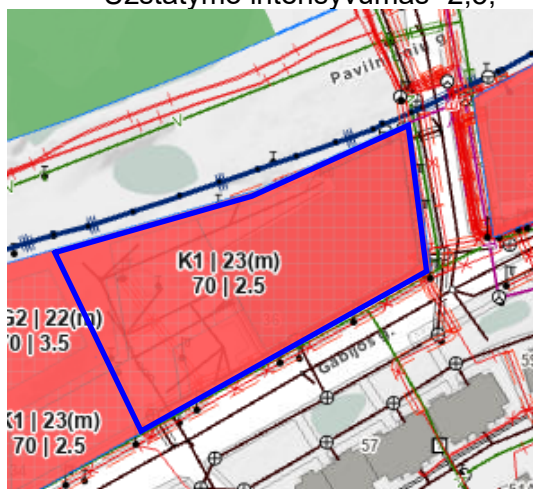 Užstatymo intensyvumas- 2,5;
Pavilnionių g.
K1 | 23(m)
70 | 2.5
G2 | 22(m)
70 | 3.5
K1 | 23(m)
70 | 2.5
Gabijos g.
57